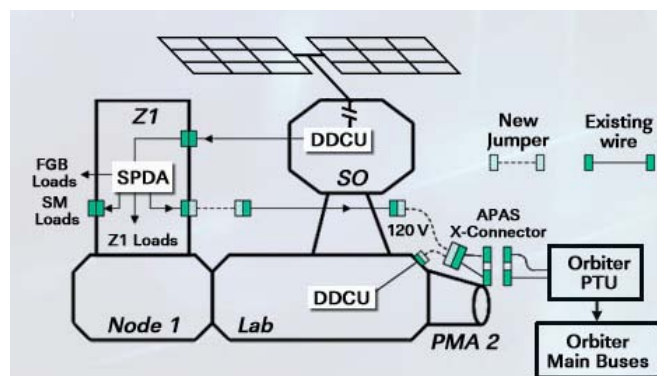 Z1
DDCU
New
Jumper
Existing
wire
FGB
Loads
SPDA
SO
SM
Loads
Z1 Loads
120 V
APAS
X-Connector
DDCU
Orbiter
PTU
Node 1
Lab
PMA 2
Orbiter
Main Buses